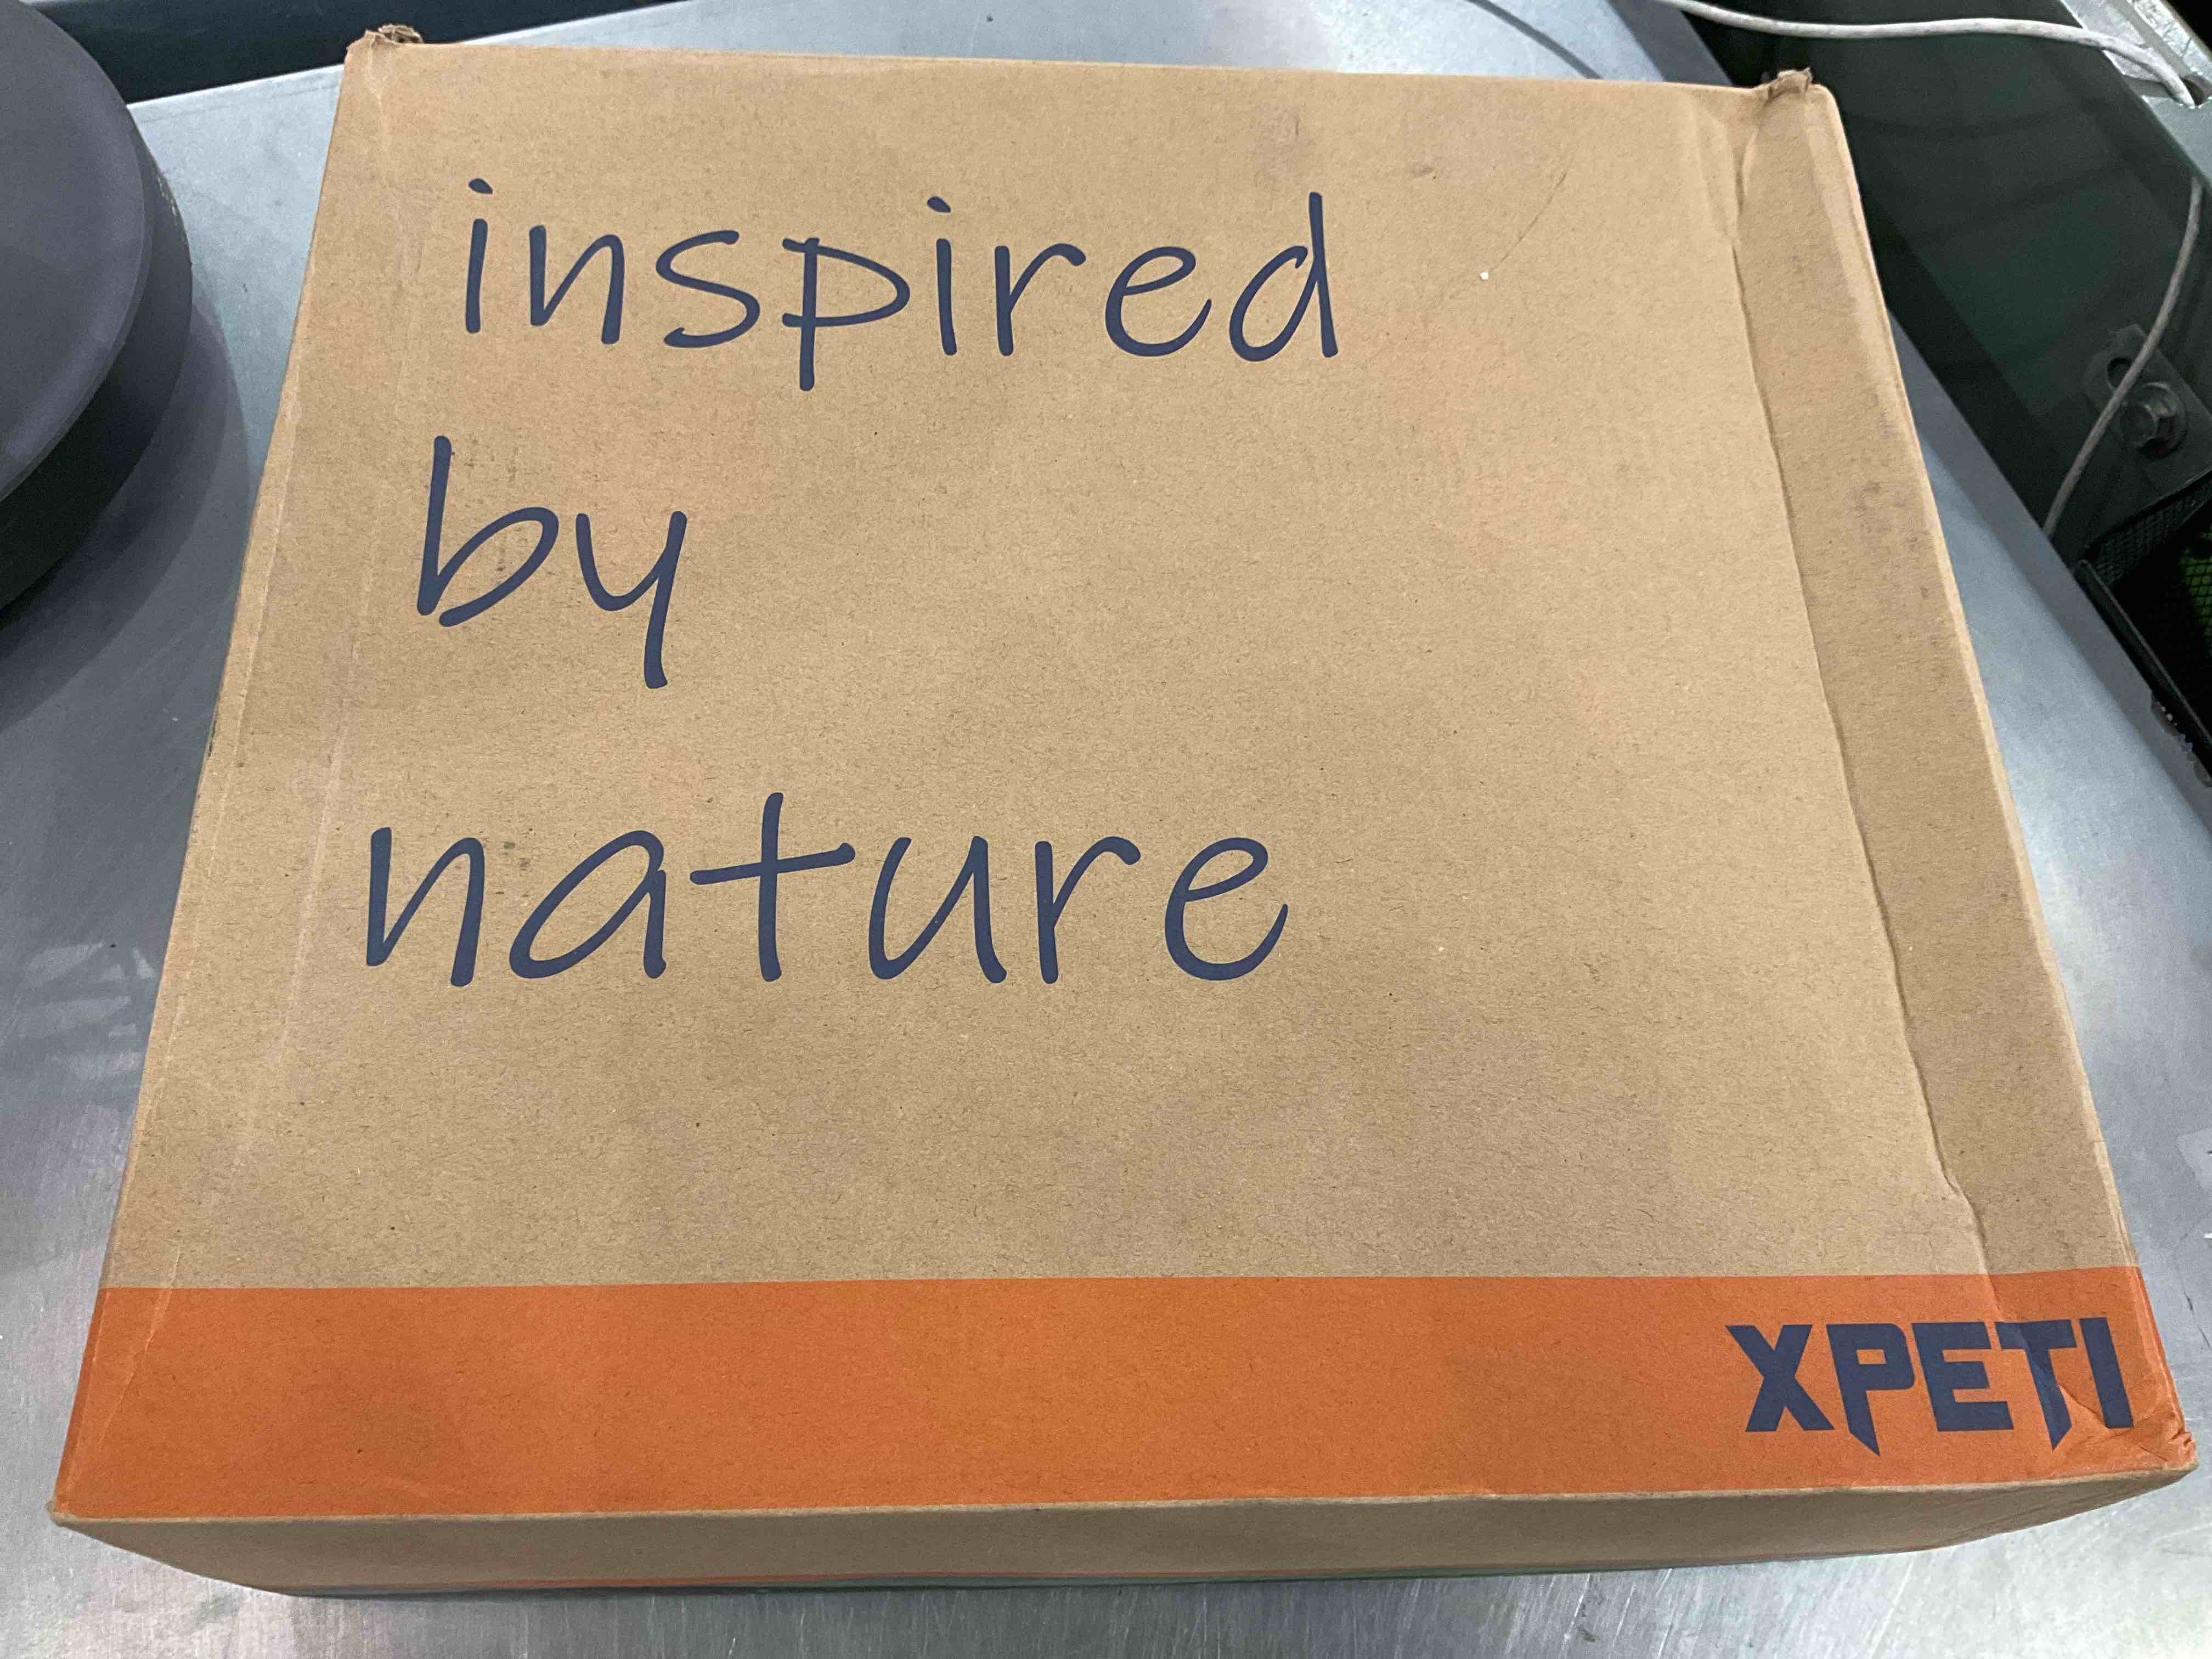 inspired
by
nature
XPETI